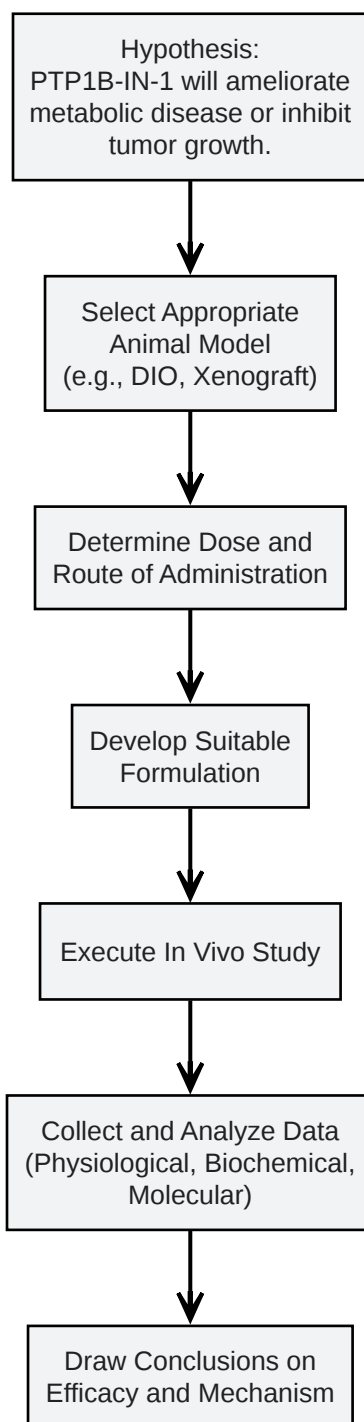 Hypothesis:
PTP1B-IN-1 will ameliorate
metabolic disease or inhibit
tumor growth.
Select Appropriate
Animal Model
(e.g., DIO, Xenograft)
Determine Dose and
Route of Administration
Develop Suitable
Formulation
Execute In Vivo Study
Collect and Analyze Data
(Physiological, Biochemical,
Molecular)
Draw Conclusions on
Efficacy and Mechanism